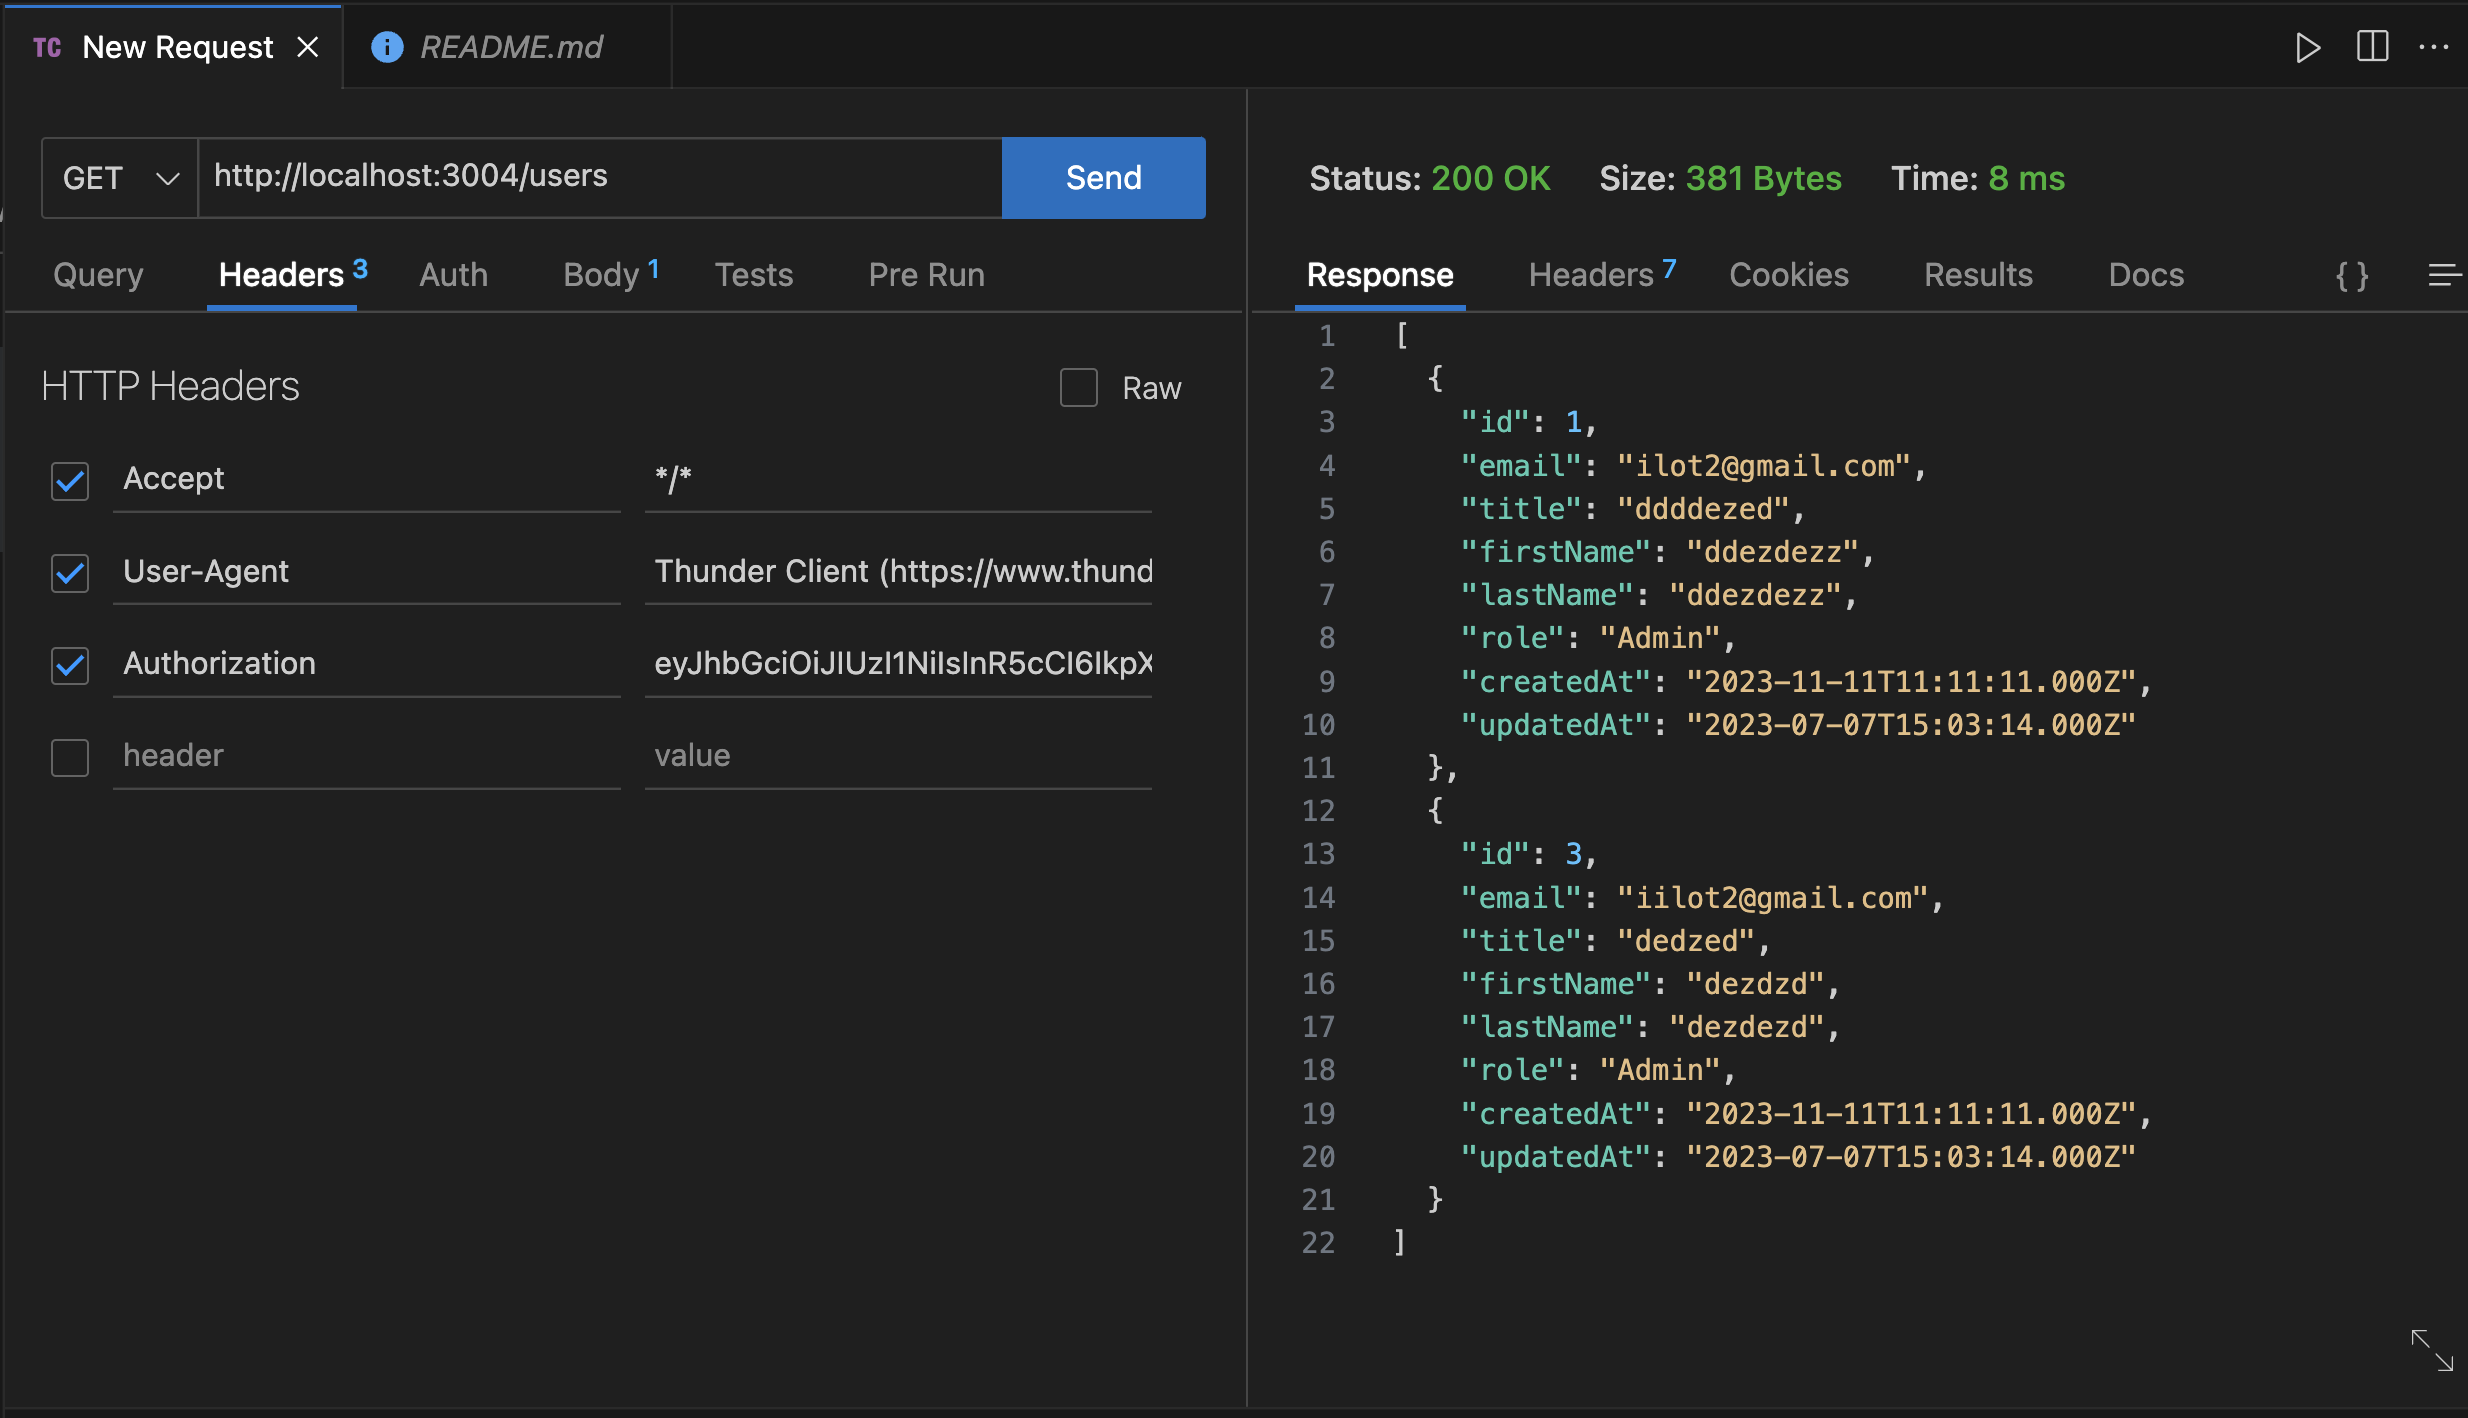 TC New Request README.md
GET http://localhost:3004/users Send
Query Headers 3 Auth Body 1 Tests Pre Run
HTTP Headers Raw
Accept */*
User-Agent Thunder Client (https://www.thund
Authorization eyJhbGciOiJIUzI1NiIsInR5cCI6IkpX
header value
Status: 200 OK Size: 381 Bytes Time: 8 ms
Response Headers 7 Cookies Results Docs {}
1 [
2 {
3 "id": 1,
4 "email": "ilot2@gmail.com",
5 "title": "ddddezed",
6 "firstName": "ddezdezz",
7 "lastName": "ddezdezz",
8 "role": "Admin",
9 "createdAt": "2023-11-11T11:11:11.000Z",
10 "updatedAt": "2023-07-07T15:03:14.000Z"
11 },
12 {
13 "id": 3,
14 "email": "iilot2@gmail.com",
15 "title": "dedzed",
16 "firstName": "dezdzd",
17 "lastName": "dezdezd",
18 "role": "Admin",
19 "createdAt": "2023-11-11T11:11:11.000Z",
20 "updatedAt": "2023-07-07T15:03:14.000Z"
21 }
22 ]